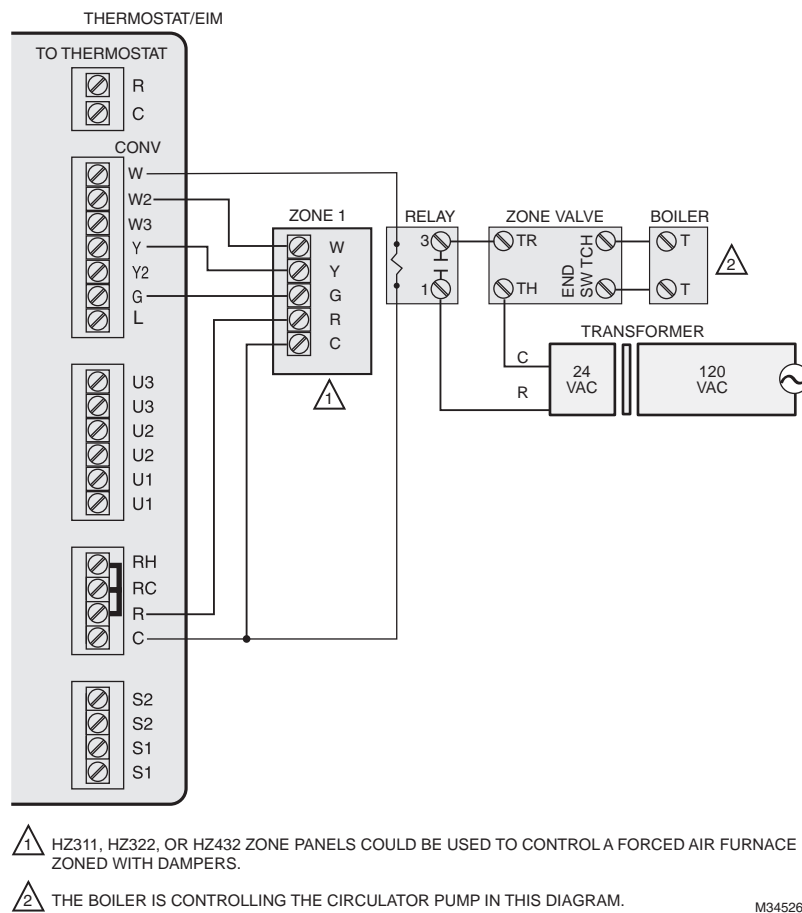 THERMOSTAT/EIM
TO THERMOSTAT
R
C
CONV
W
W2
W3
Y
Y2
G
L
U3
U3
U2
U2
U1
U1
RH
RC
R
C
S2
S2
S1
S1
ZONE 1
W
Y
G
R
C
1
RELAY
3
1
ZONE VALVE
TR
TH
END
SW TCH
BOILER
T
T
2
TRANSFORMER
C
R
24
VAC
120
VAC
1 HZ311, HZ322, OR HZ432 ZONE PANELS COULD BE USED TO CONTROL A FORCED AIR FURNACE
ZONED WITH DAMPERS.
2 THE BOILER IS CONTROLLING THE CIRCULATOR PUMP IN THIS DIAGRAM.
M34526